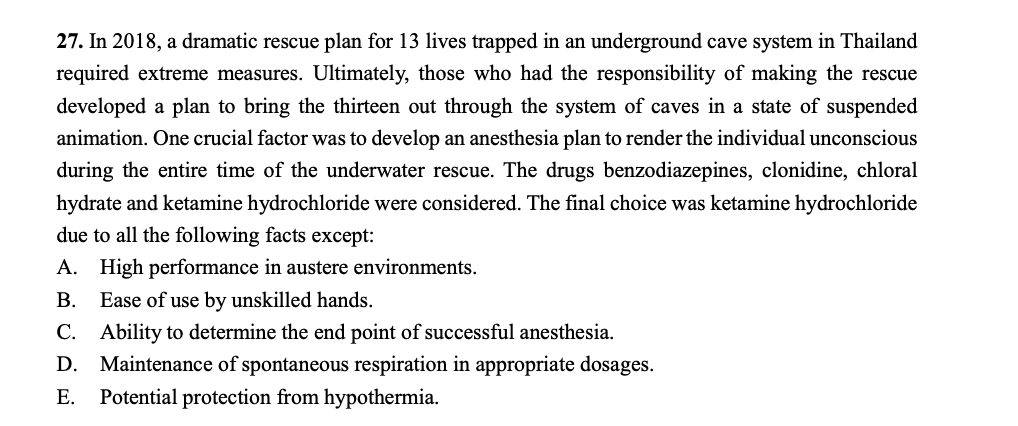 27. In 2018, a dramatic rescue plan for 13 lives trapped in an underground cave system in Thailand
required extreme measures. Ultimately, those who had the responsibility of making the rescue
developed a plan to bring the thirteen out through the system of caves in a state of suspended
animation. One crucial factor was to develop an anesthesia plan to render the individual unconscious
during the entire time of the underwater rescue. The drugs benzodiazepines, clonidine, chloral
hydrate and ketamine hydrochloride were considered. The final choice was ketamine hydrochloride
due to all the following facts except:
A. High performance in austere environments.
B. Ease of use by unskilled hands.
C. Ability to determine the end point of successful anesthesia.
D. Maintenance of spontaneous respiration in appropriate dosages.
E. Potential protection from hypothermia.